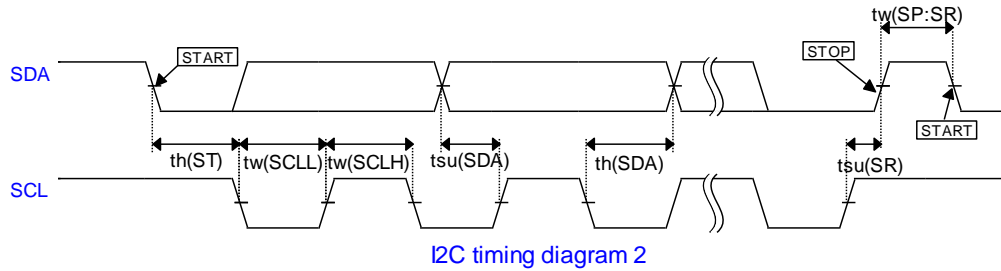 tw(SP:SR)
START
STOP
SDA
START
th(ST)
tw(SCLL)
tw(SCLH)
tsu(SDA)
th(SDA)
tsu(SR)
SCL
I2C timing diagram 2